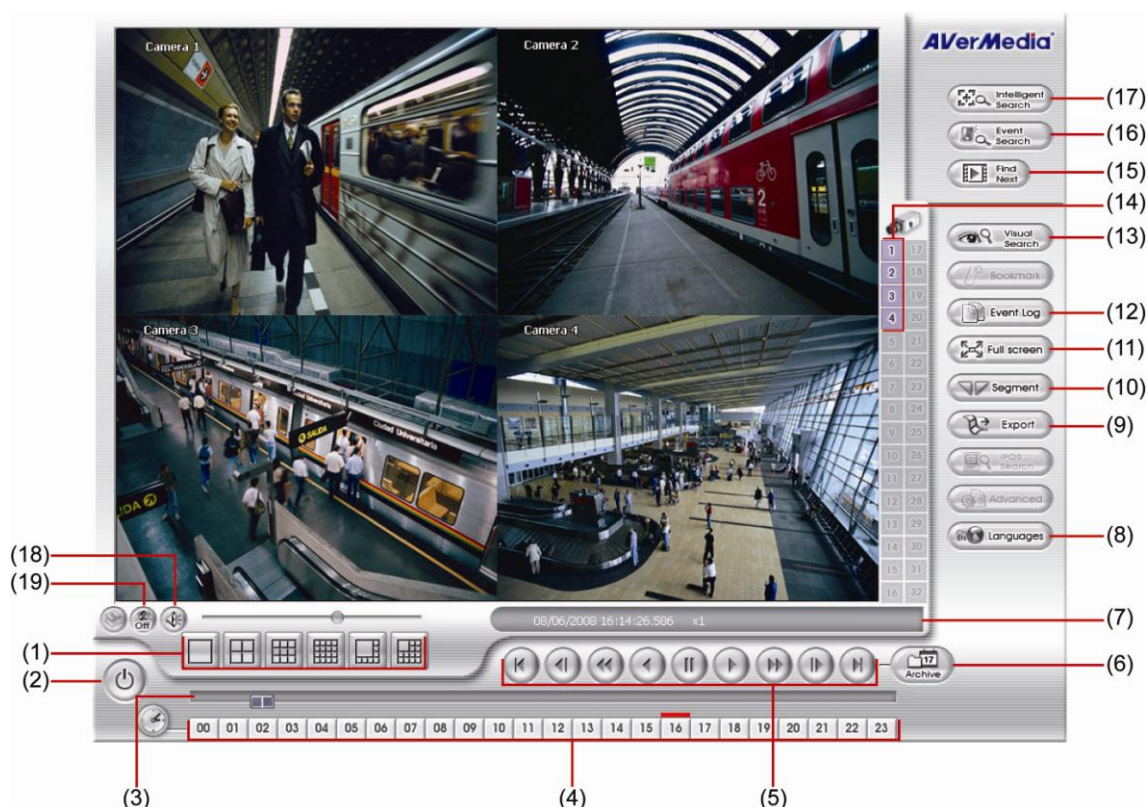 Camera 1
Camera 2
AVerMedia
Intelligent Search
(17)
Event Search
(16)
Find Next
(15)
(14)
Visual Search
(13)
Bookmark
Event Log
(12)
Full screen
(11)
Segment
(10)
Export
(9)
iPOS Search
Advanced
Languages
(8)
1 17
2 18
3 19
4 20
5 21
6 22
7 23
8 24
9 25
10 26
11 27
12 28
13 29
14 30
15 31
16 32
2
Camera 3
Camera 4
SALIDA
Ciudad Universitaria
(18)
(19)
Off
08/06/2008 16:14:26.586 x1
(7)
(1)
(2)
17
Archive
(6)
00 01 02 03 04 05 06 07 08 09 10 11 12 13 14 15 16 17 18 19 20 21 22 23
(3)
(4)
(5)